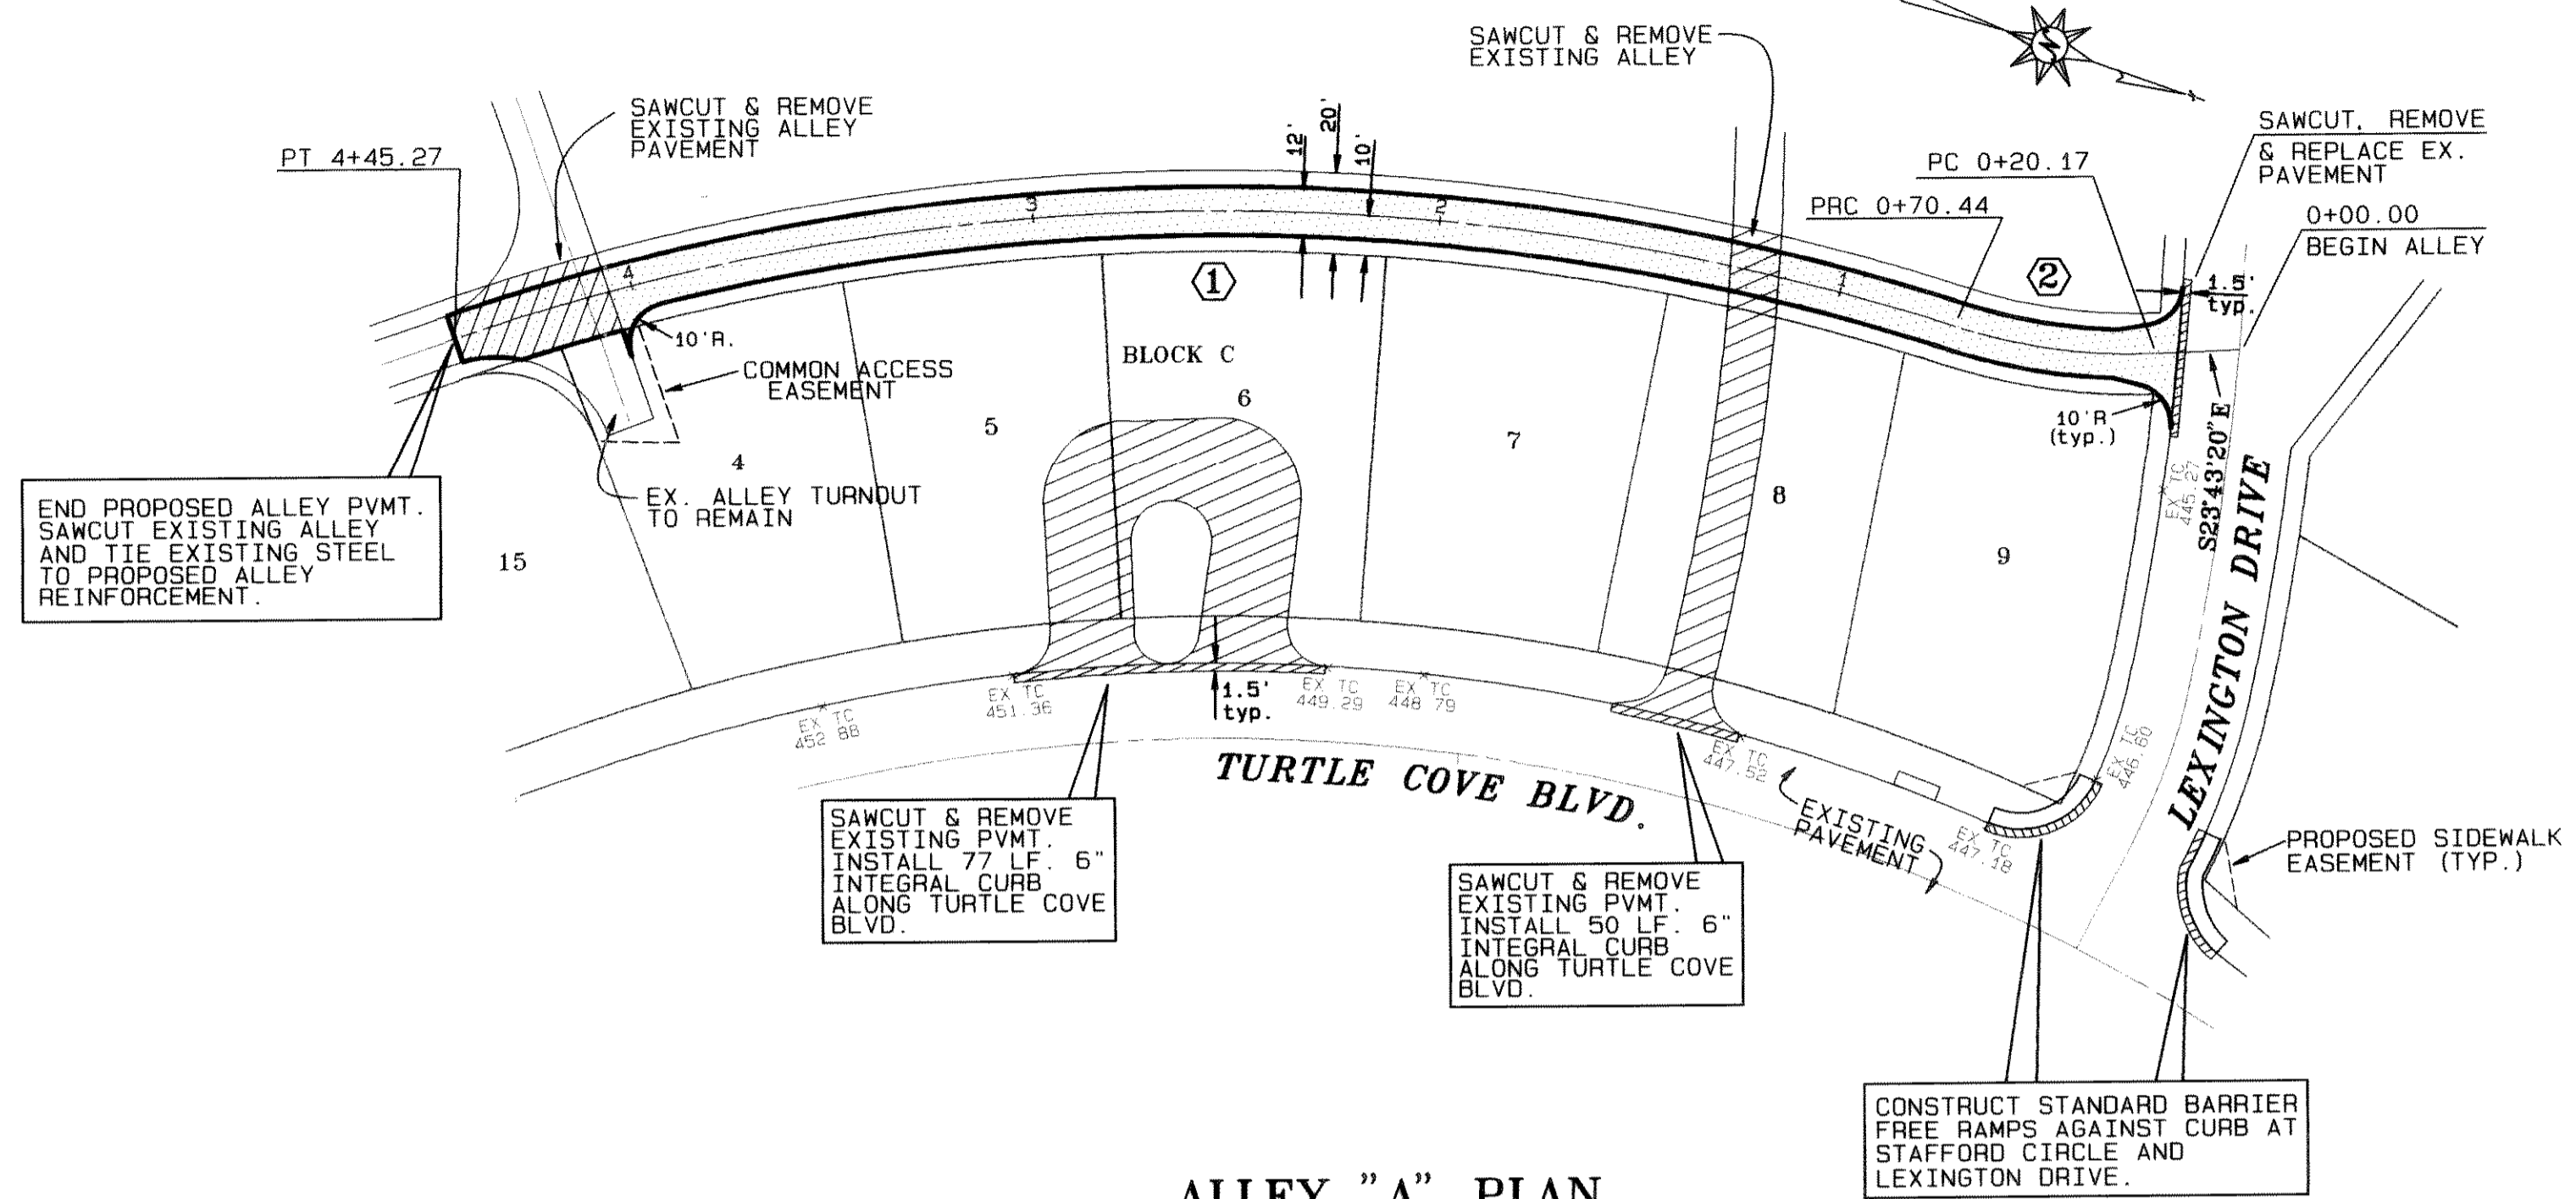 SAWCUT & REMOVE
EXISTING ALLEY
N
SAWCUT & REMOVE
EXISTING ALLEY
PAVEMENT
PT 4+45.27
12'
20'
10'
SAWCUT, REMOVE
& REPLACE EX.
PAVEMENT
PC 0+20.17
PRC 0+70.44
0+00.00
BEGIN ALLEY
4
3
2
1
1
2
1.5'
typ.
10'R.
COMMON ACCESS
EASEMENT
BLOCK C
6
5
4
7
8
9
15
10'R
(typ.)
EX. ALLEY TURNOUT
TO REMAIN
END PROPOSED ALLEY PVMT.
SAWCUT EXISTING ALLEY
AND TIE EXISTING STEEL
TO PROPOSED ALLEY
REINFORCEMENT.
EX TC
445.27
S23°43'20"E
LEXINGTON DRIVE
EX TC
452 88
EX TC
451.36
1.5'
typ.
EX TC
449.29
EX TC
448 79
EX TC
447.52
EX TC
447.18
EX TC
446.60
TURTLE COVE BLVD.
EXISTING
PAVEMENT
SAWCUT & REMOVE
EXISTING PVMT.
INSTALL 77 LF. 6"
INTEGRAL CURB
ALONG TURTLE COVE
BLVD.
SAWCUT & REMOVE
EXISTING PVMT.
INSTALL 50 LF. 6"
INTEGRAL CURB
ALONG TURTLE COVE
BLVD.
PROPOSED SIDEWALK
EASEMENT (TYP.)
CONSTRUCT STANDARD BARRIER
FREE RAMPS AGAINST CURB AT
STAFFORD CIRCLE AND
LEXINGTON DRIVE.
ALLEY "A" PLAN